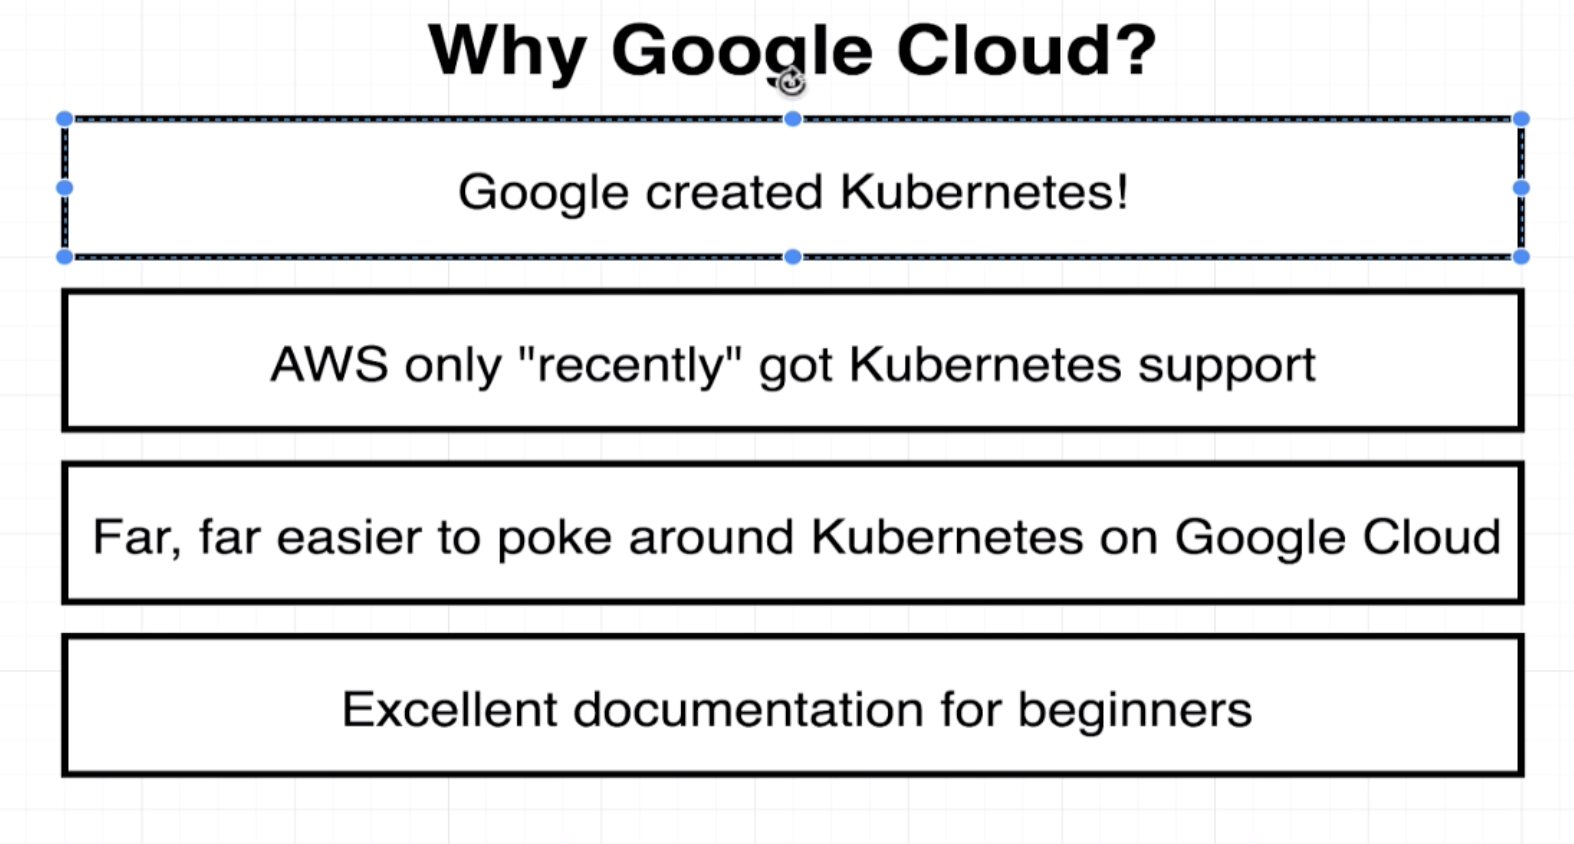 Why Google Cloud?
Google created Kubernetes!
AWS only "recently" got Kubernetes support
Far, far easier to poke around Kubernetes on Google Cloud
Excellent documentation for beginners